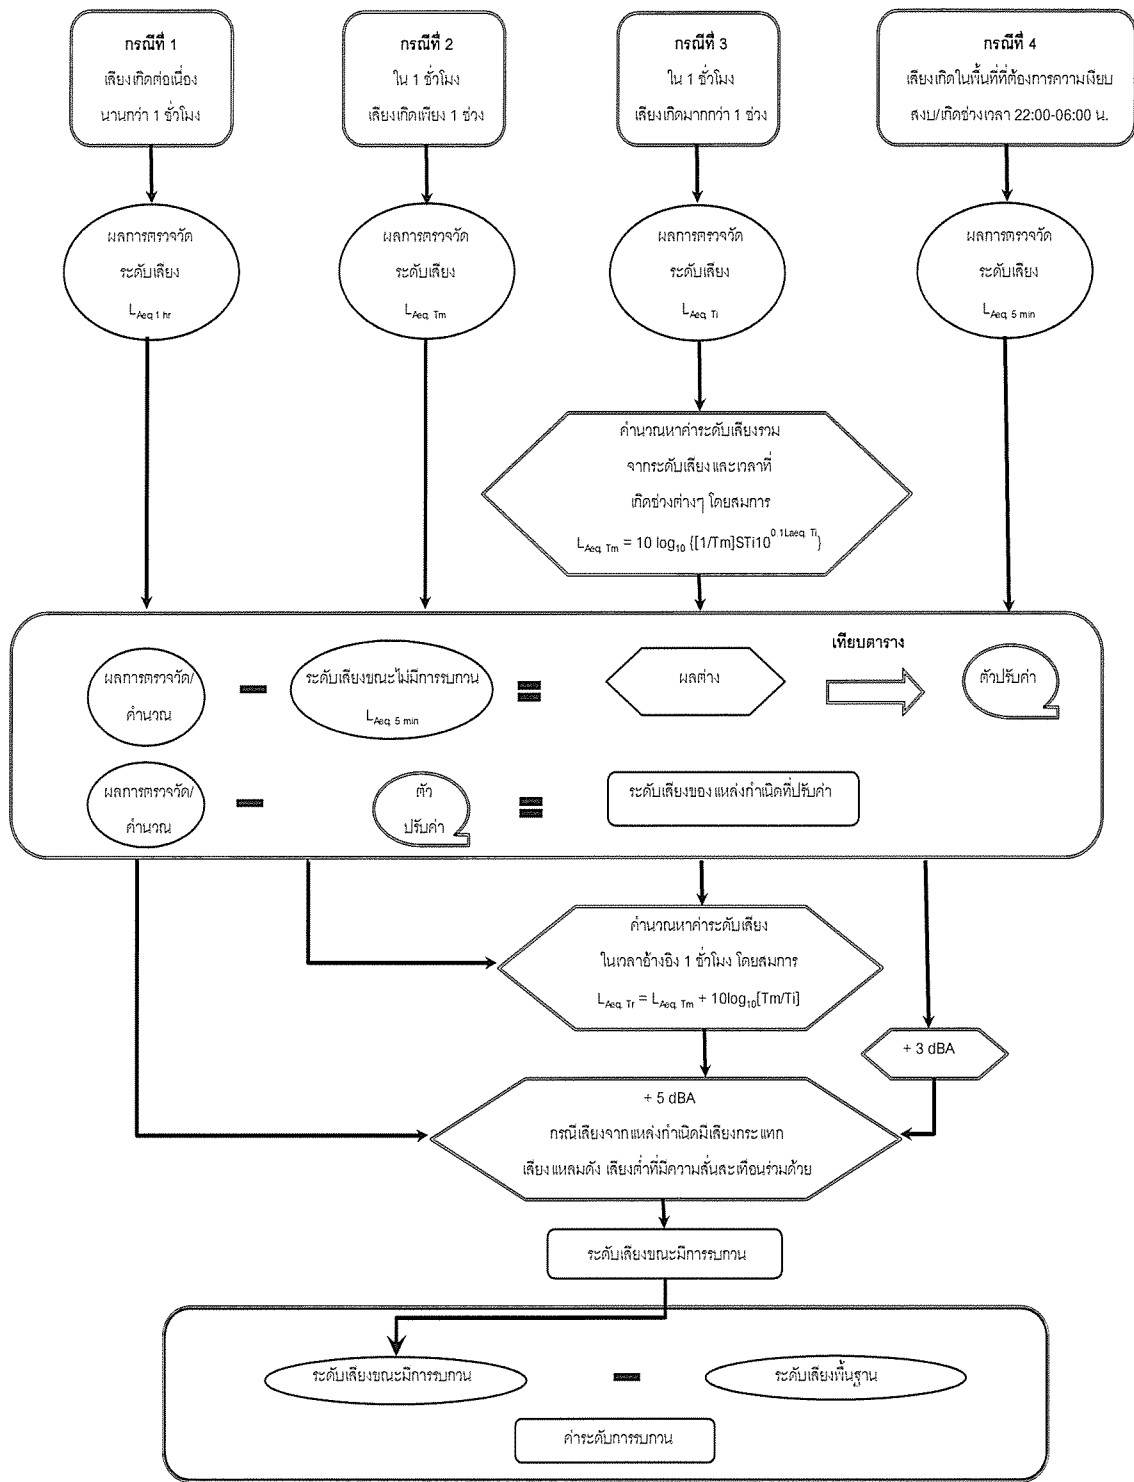 กรณีที่ 1
เสียงเกิดต่อเนื่อง
นานกว่า 1 ชั่วโมง
กรณีที่ 2
ใน 1 ชั่วโมง
เสียงเกิดเพียง 1 ช่วง
กรณีที่ 3
ใน 1 ชั่วโมง
เสียงเกิดมากกว่า 1 ช่วง
กรณีที่ 4
เสียงเกิดในพื้นที่ที่ต้องการความเงียบ
สงบ/เกิดช่วงเวลา 22:00-06:00 น.
ผลการตรวจวัด
ระดับเสียง
LAeq 1 hr
ผลการตรวจวัด
ระดับเสียง
LAeq, Tm
ผลการตรวจวัด
ระดับเสียง
LAeq, Ti
ผลการตรวจวัด
ระดับเสียง
LAeq, 5 min
คำนวณหาค่าระดับเสียงรวม
จากระดับเสียงและเวลาที่
เกิดช่วงต่างๆ โดยสมการ
LAeq, Tm = 10 log10 {[1/Tm]STi10^0.1Laeq, Ti}
ผลการตรวจวัด/
คำนวณ
ระดับเสียงขณะไม่มีการรบกวน
LAeq, 5 min
ผลต่าง
เทียบตาราง
ตัวปรับค่า
ผลการตรวจวัด/
คำนวณ
ตัว
ปรับค่า
ระดับเสียงของแหล่งกำเนิดที่ปรับค่า
คำนวณหาค่าระดับเสียง
ในเวลาอ้างอิง 1 ชั่วโมง โดยสมการ
LAeq, Tr = LAeq, Tm + 10log10[Tm/Ti]
+ 3 dBA
+ 5 dBA
กรณีเสียงจากแหล่งกำเนิดมีเสียงกระแทก
เสียงแหลมดัง เสียงต่ำที่มีความสั่นสะเทือนร่วมด้วย
ระดับเสียงขณะมีการรบกวน
ระดับเสียงขณะมีการรบกวน
ระดับเสียงพื้นฐาน
ค่าระดับการรบกวน